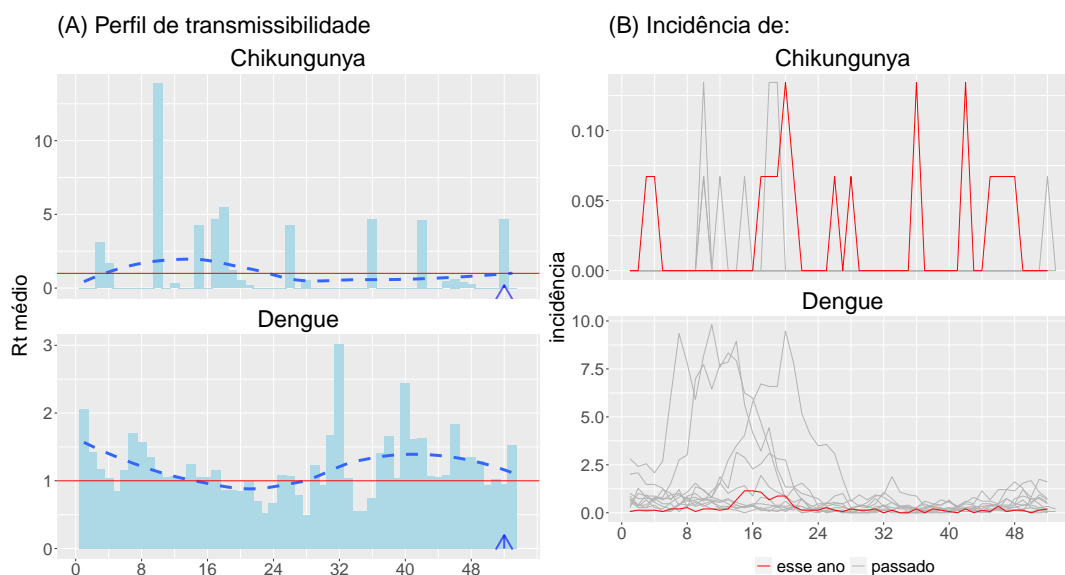 (A) Perfil de transmissibilidade
Chikungunya
10
5
0
Dengue
3
2
1
0
0
8
16
24
32
40
48
Rt médio
(B) Incidência de:
Chikungunya
0.10
0.05
0.00
Dengue
10.0
7.5
5.0
2.5
0.0
0
8
16
24
32
40
48
incidência
esse ano
passado